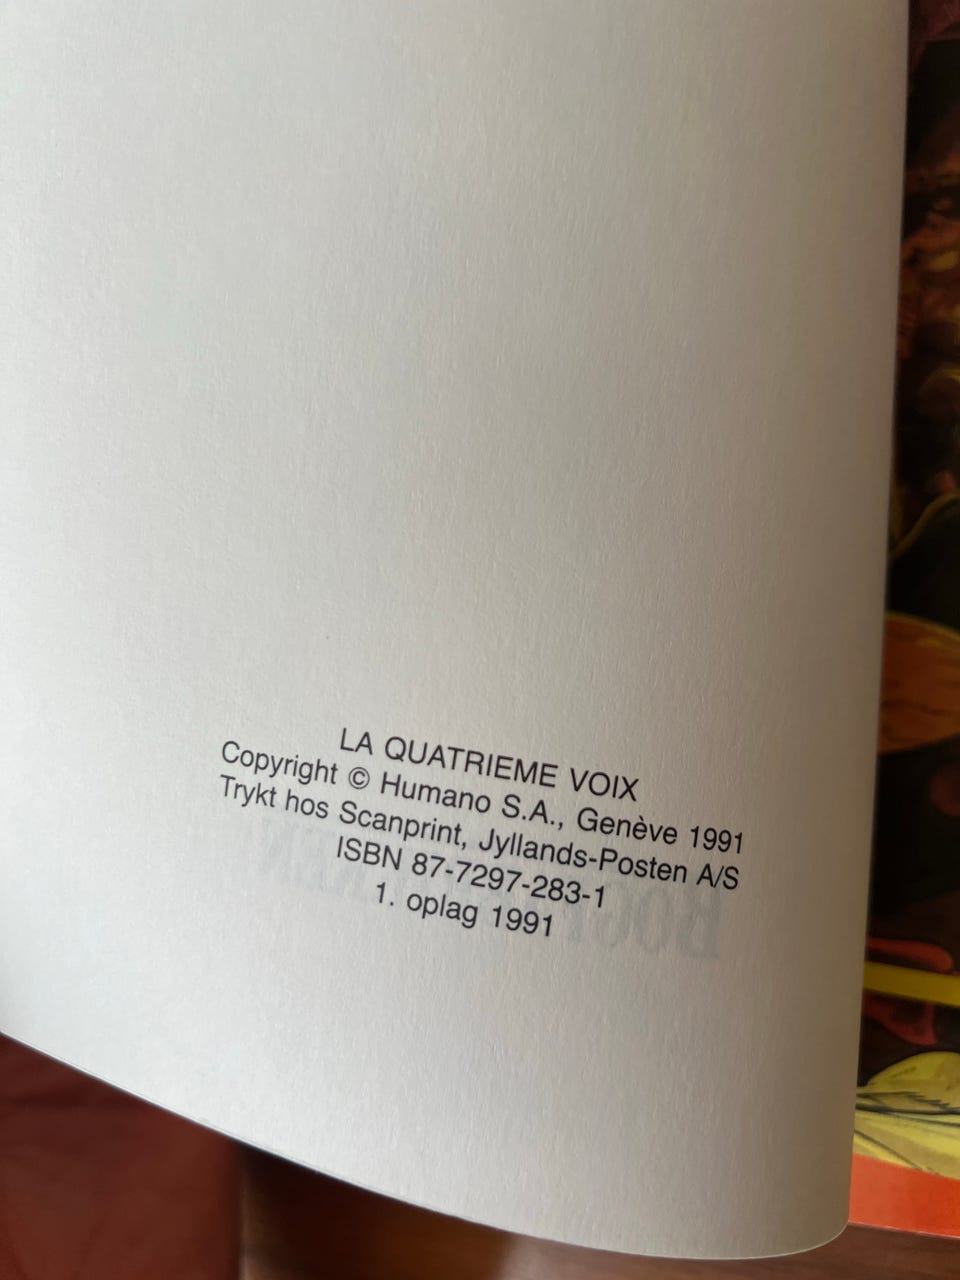 LA QUATRIEME VOIX
Copyright © Humano S.A., Genève 1991
Trykt hos Scanprint, Jyllands-Posten A/S
ISBN 87-7297-283-1
1. oplag 1991